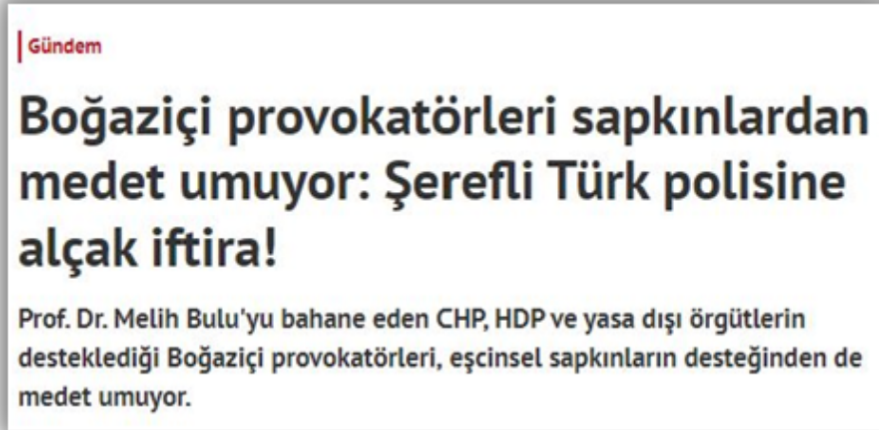 Gündem
Boğaziçi provokatörleri sapkınlardan
medet umuyor: Şerefli Türk polisine
alçak iftira!
Prof. Dr. Melih Bulu'yu bahane eden CHP, HDP ve yasa dışı örgütlerin
desteklediği Boğaziçi provokatörleri, eşcinsel sapkınların desteğinden de
medet umuyor.